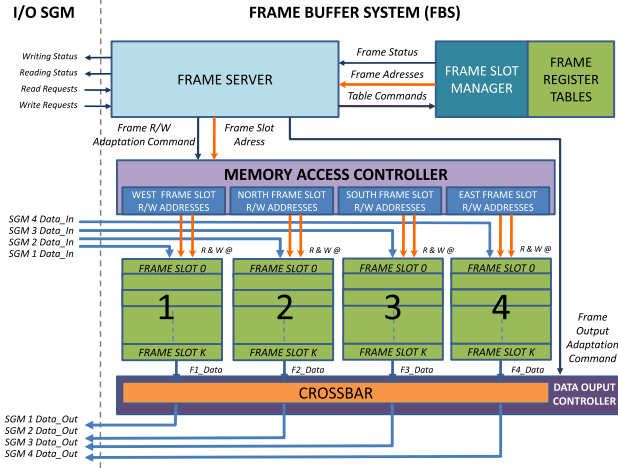 I/O SGM
FRAME BUFFER SYSTEM (FBS)
Writing Status
Reading Status
Read Requests
Write Requests
FRAME SERVER
Frame Status
Frame Adresses
Table Commands
FRAME SLOT
MANAGER
FRAME
REGISTER
TABLES
Frame R/W
Adaptation Command
Frame Slot
Adress
MEMORY ACCESS CONTROLLER
WEST FRAME SLOT
R/W ADDRESSES
NORTH FRAME SLOT
R/W ADDRESSES
SOUTH FRAME SLOT
R/W ADDRESSES
EAST FRAME SLOT
R/W ADDRESSES
SGM 4 Data_In
SGM 3 Data_In
SGM 2 Data_In
SGM 1 Data_In
R & W @
R & W @
R & W @
R & W @
FRAME SLOT 0
FRAME SLOT 0
FRAME SLOT 0
FRAME SLOT 0
1
2
3
4
FRAME SLOT K
FRAME SLOT K
FRAME SLOT K
FRAME SLOT K
Frame
Output
Adaptation
Command
F1_Data
F2_Data
F3_Data
F4_Data
CROSSBAR
DATA OUPUT
CONTROLLER
SGM 1 Data_Out
SGM 2 Data_Out
SGM 3 Data_Out
SGM 4 Data_Out